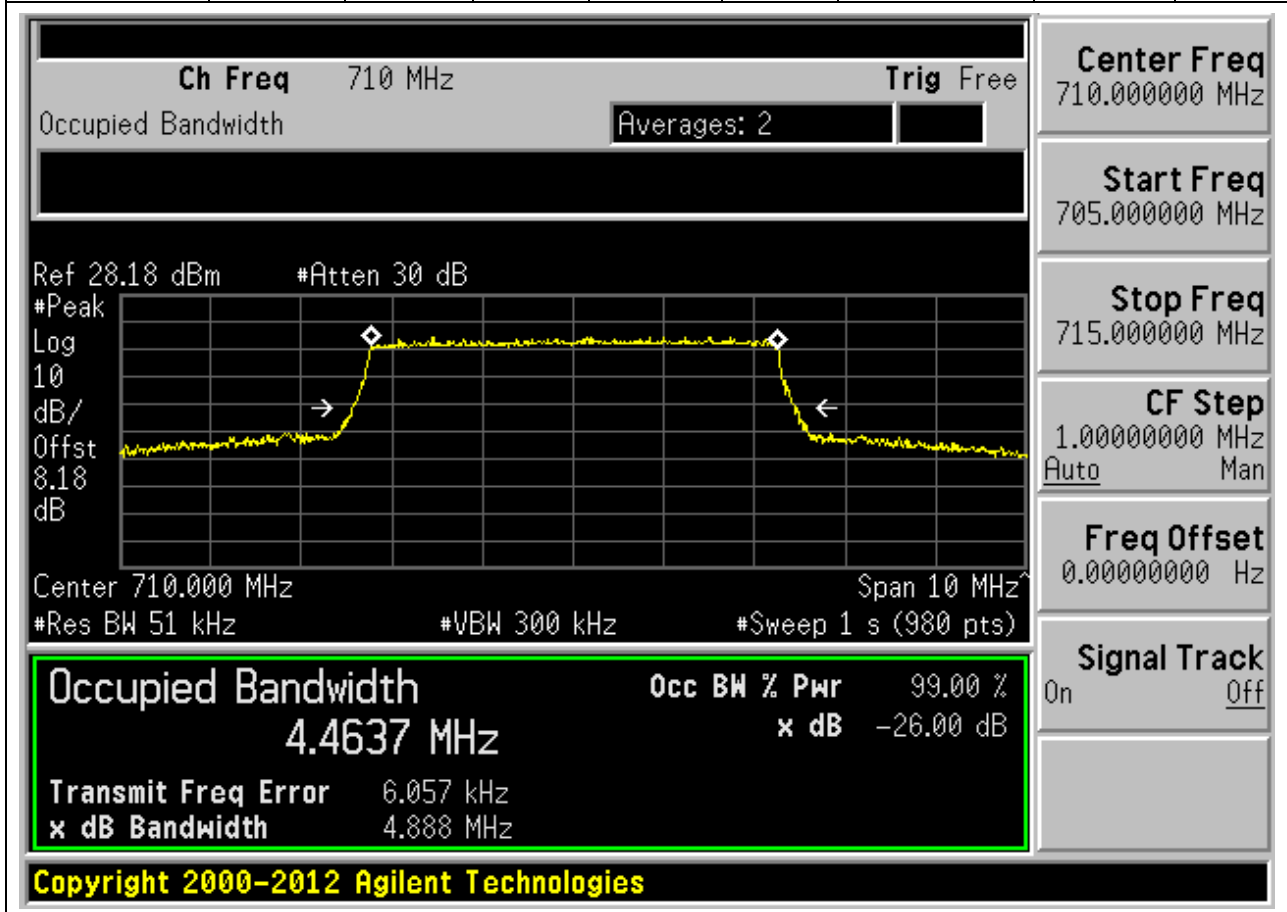 Ch Freq 710 MHz Trig Free
Occupied Bandwidth Averages: 2
Ref 28.18 dBm #Atten 30 dB
#Peak
Log
10
dB/
Offst
8.18
dB
Center 710.000 MHz Span 10 MHz^
#Res BW 51 kHz #VBW 300 kHz #Sweep 1 s (980 pts)
Occupied Bandwidth Occ BW % Pwr 99.00 %
4.4637 MHz x dB -26.00 dB
Transmit Freq Error 6.057 kHz
x dB Bandwidth 4.888 MHz
Copyright 2000-2012 Agilent Technologies
Center Freq
710.000000 MHz
Start Freq
705.000000 MHz
Stop Freq
715.000000 MHz
CF Step
1.00000000 MHz
Auto Man
Freq Offset
0.00000000 Hz
Signal Track
On Off